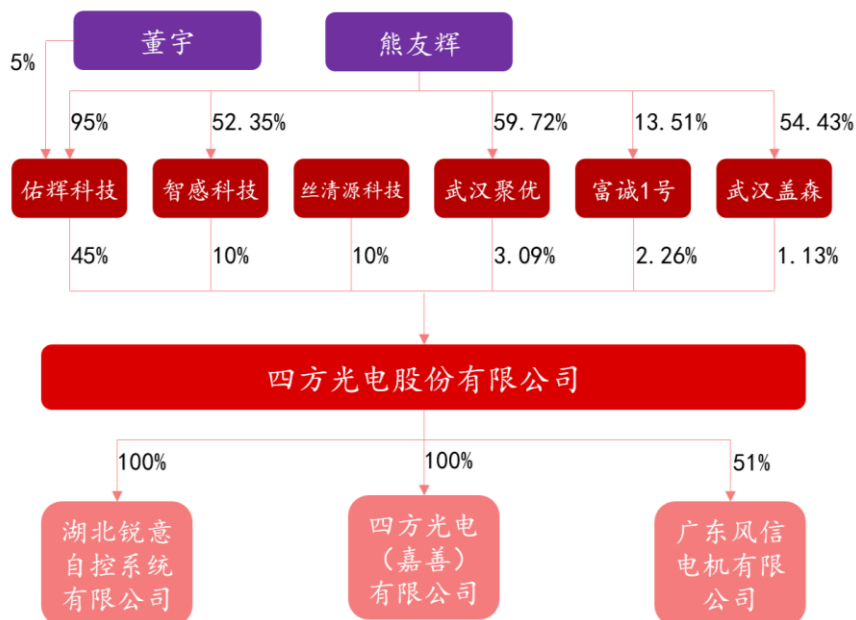 董宇
熊友辉
5%
95%
52.35%
59.72%
13.51%
54.43%
佑辉科技
智感科技
丝清源科技
武汉聚优
富诚1号
武汉盖森
45%
10%
10%
3.09%
2.26%
1.13%
四方光电股份有限公司
100%
100%
51%
湖北锐意
自控系统
有限公司
四方光电
（嘉善）
有限公司
广东风信
电机有限
公司